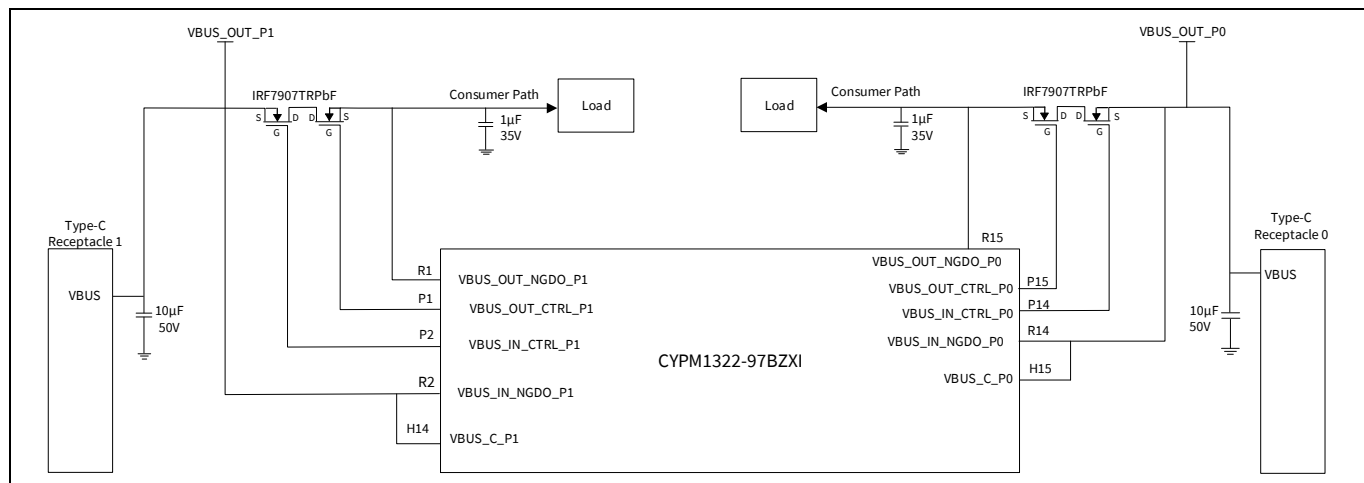 VBUS_OUT_P1
VBUS_OUT_P0
IRF7907TRPbF
Consumer Path
Load
Load
Consumer Path
IRF7907TRPbF
S
D
D
S
G
G
1µF
35V
1µF
35V
S
D
D
S
G
G
Type-C
Receptacle 1
VBUS
10µF
50V
Type-C
Receptacle 0
VBUS
10µF
50V
R1
VBUS_OUT_NGDO_P1
P1
VBUS_OUT_CTRL_P1
P2
VBUS_IN_CTRL_P1
R2
VBUS_IN_NGDO_P1
H14
VBUS_C_P1
CYPM1322-97BZXI
R15
VBUS_OUT_NGDO_P0
VBUS_OUT_CTRL_P0
P15
VBUS_IN_CTRL_P0
P14
VBUS_IN_NGDO_P0
R14
VBUS_C_P0
H15